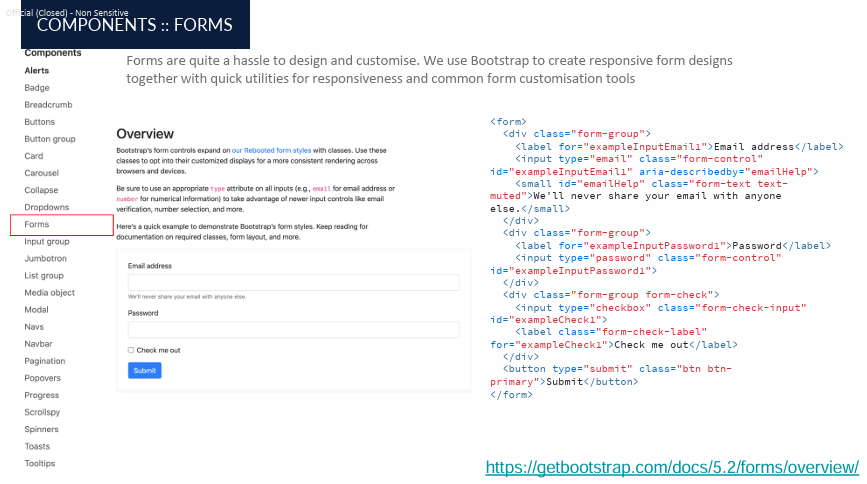 Official (Closed) - Non Sensitive
COMPONENTS :: FORMS
Forms are quite a hassle to design and customise. We use Bootstrap to create responsive form designs
together with quick utilities for responsiveness and common form customisation tools
Components
Alerts
Badge
Breadcrumb
Buttons
Button group
Card
Carousel
Collapse
Dropdowns
Forms
Input group
Jumbotron
List group
Media object
Modal
Navs
Navbar
Pagination
Popovers
Progress
Scrollspy
Spinners
Toasts
Tooltips
Overview
Bootstrap's form controls expand on our Rebooted form styles with classes. Use these
classes to opt into their customized displays for a more consistent rendering across
browsers and devices.
Be sure to use an appropriate type attribute on all inputs (e.g., email for email address or
number for numerical information) to take advantage of newer input controls like email
verification, number selection, and more.
Here's a quick example to demonstrate Bootstrap's form styles. Keep reading for
documentation on required classes, form layout, and more.
Email address
We'll never share your email with anyone else.
Password
Check me out
Submit
<form>
<div class="form-group">
<label for="exampleInputEmail1">Email address</label>
<input type="email" class="form-control"
id="exampleInputEmail1" aria-describedby="emailHelp">
<small id="emailHelp" class="form-text text-
muted">We'll never share your email with anyone
else.</small>
</div>
<div class="form-group">
<label for="exampleInputPassword1">Password</label>
<input type="password" class="form-control"
id="exampleInputPassword1">
</div>
<div class="form-group form-check">
<input type="checkbox" class="form-check-input"
id="exampleCheck1">
<label class="form-check-label"
for="exampleCheck1">Check me out</label>
</div>
<button type="submit" class="btn btn-
primary">Submit</button>
</form>
https://getbootstrap.com/docs/5.2/forms/overview/